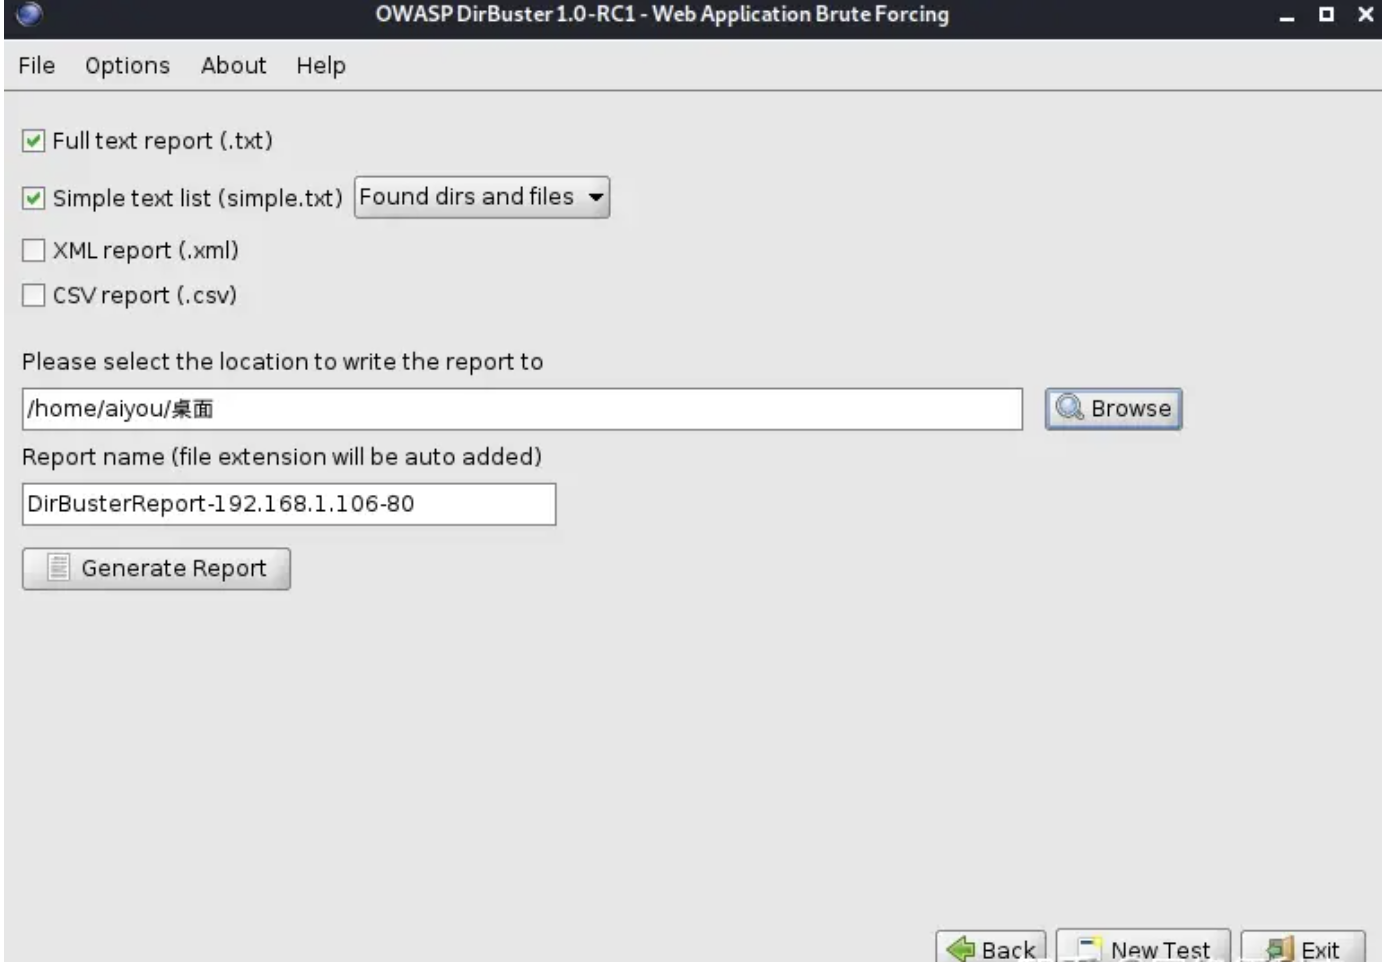 OWASP DirBuster 1.0-RC1 - Web Application Brute Forcing
File Options About Help
Full text report (.txt)
Simple text list (simple.txt) Found dirs and files
XML report (.xml)
CSV report (.csv)
Please select the location to write the report to
/home/aiyou/桌面 Browse
Report name (file extension will be auto added)
DirBusterReport-192.168.1.106-80
Generate Report
Back New Test Exit